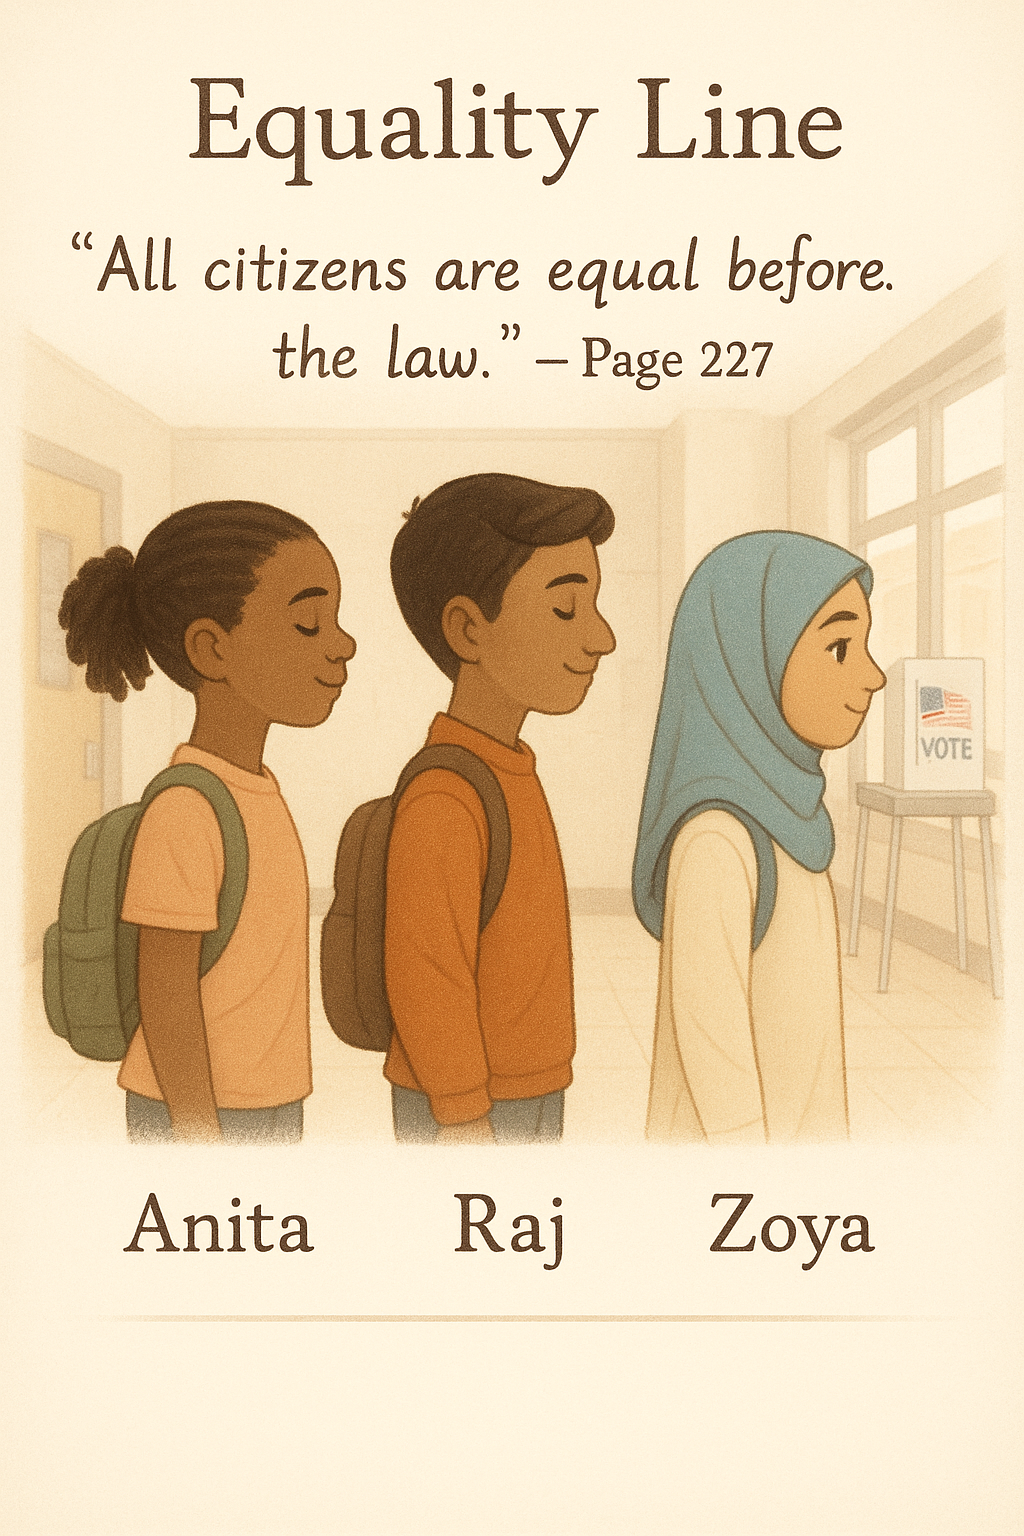 Equality Line
“All citizens are equal before.
the law.” – Page 227
VOTE
Anita Raj Zoya